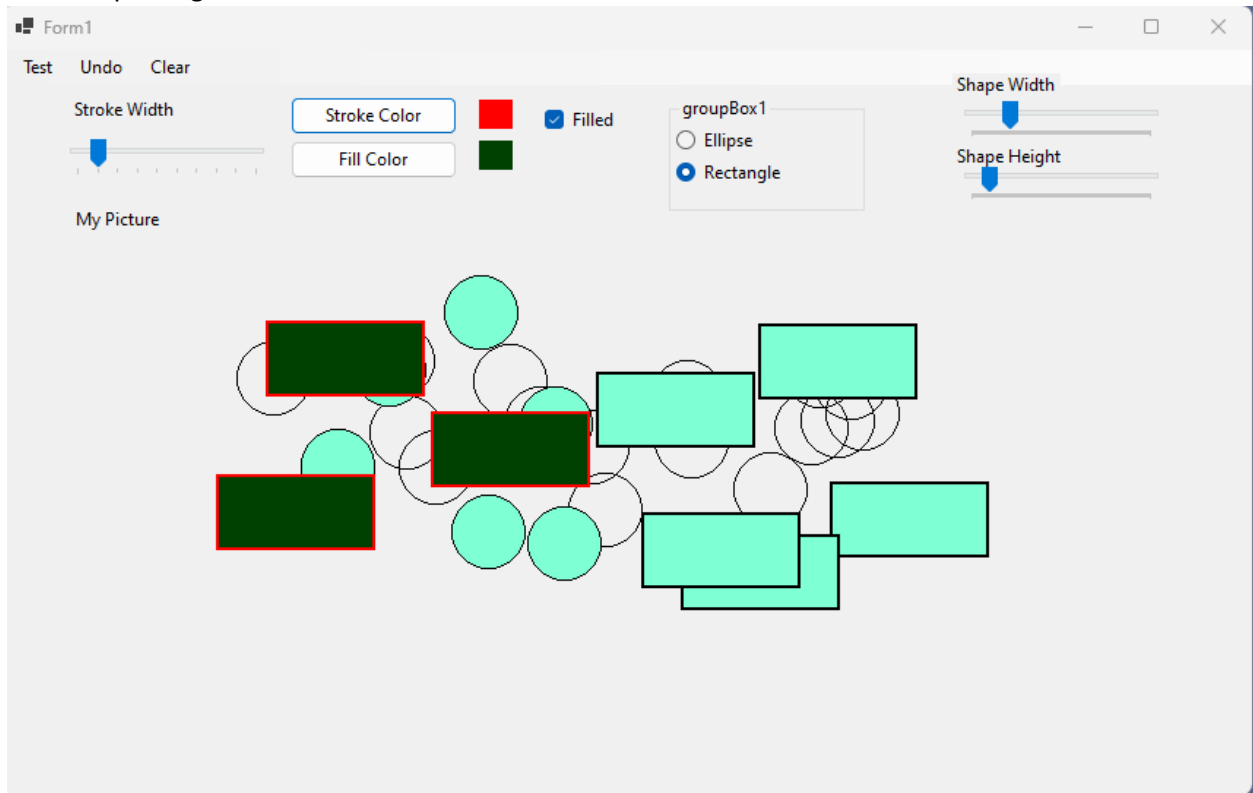 Form1
Test Undo Clear
Stroke Width
Stroke Color
Fill Color
Filled
groupBox1
Ellipse
Rectangle
Shape Width
Shape Height
My Picture